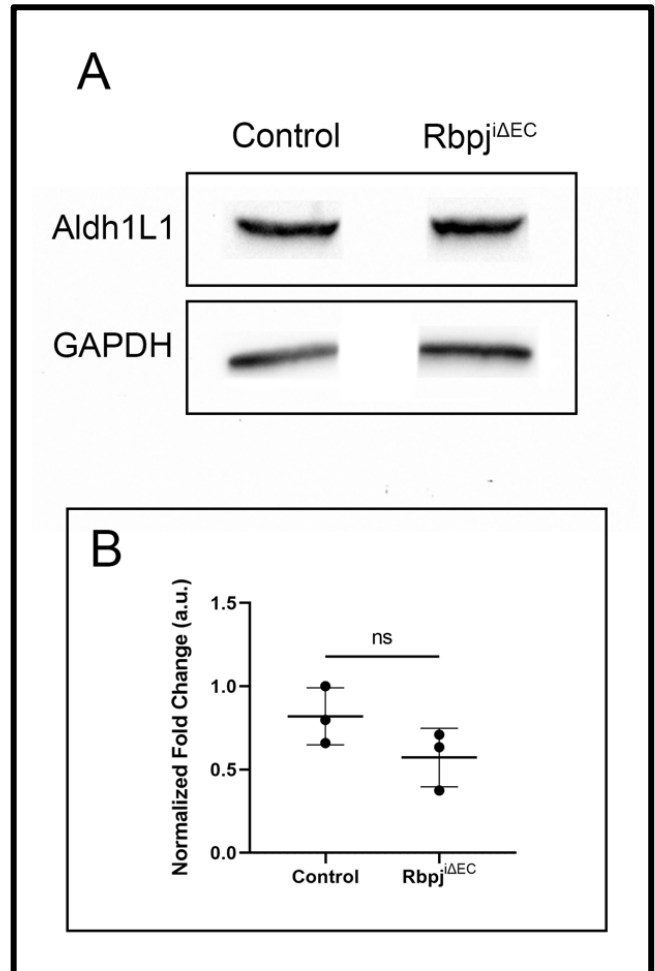 A
Control Rbpj^iΔEC
Aldh1L1
GAPDH
B
Normalized Fold Change (a.u.)
1.5
1.0
0.5
0.0
ns
Control Rbpj^iΔEC